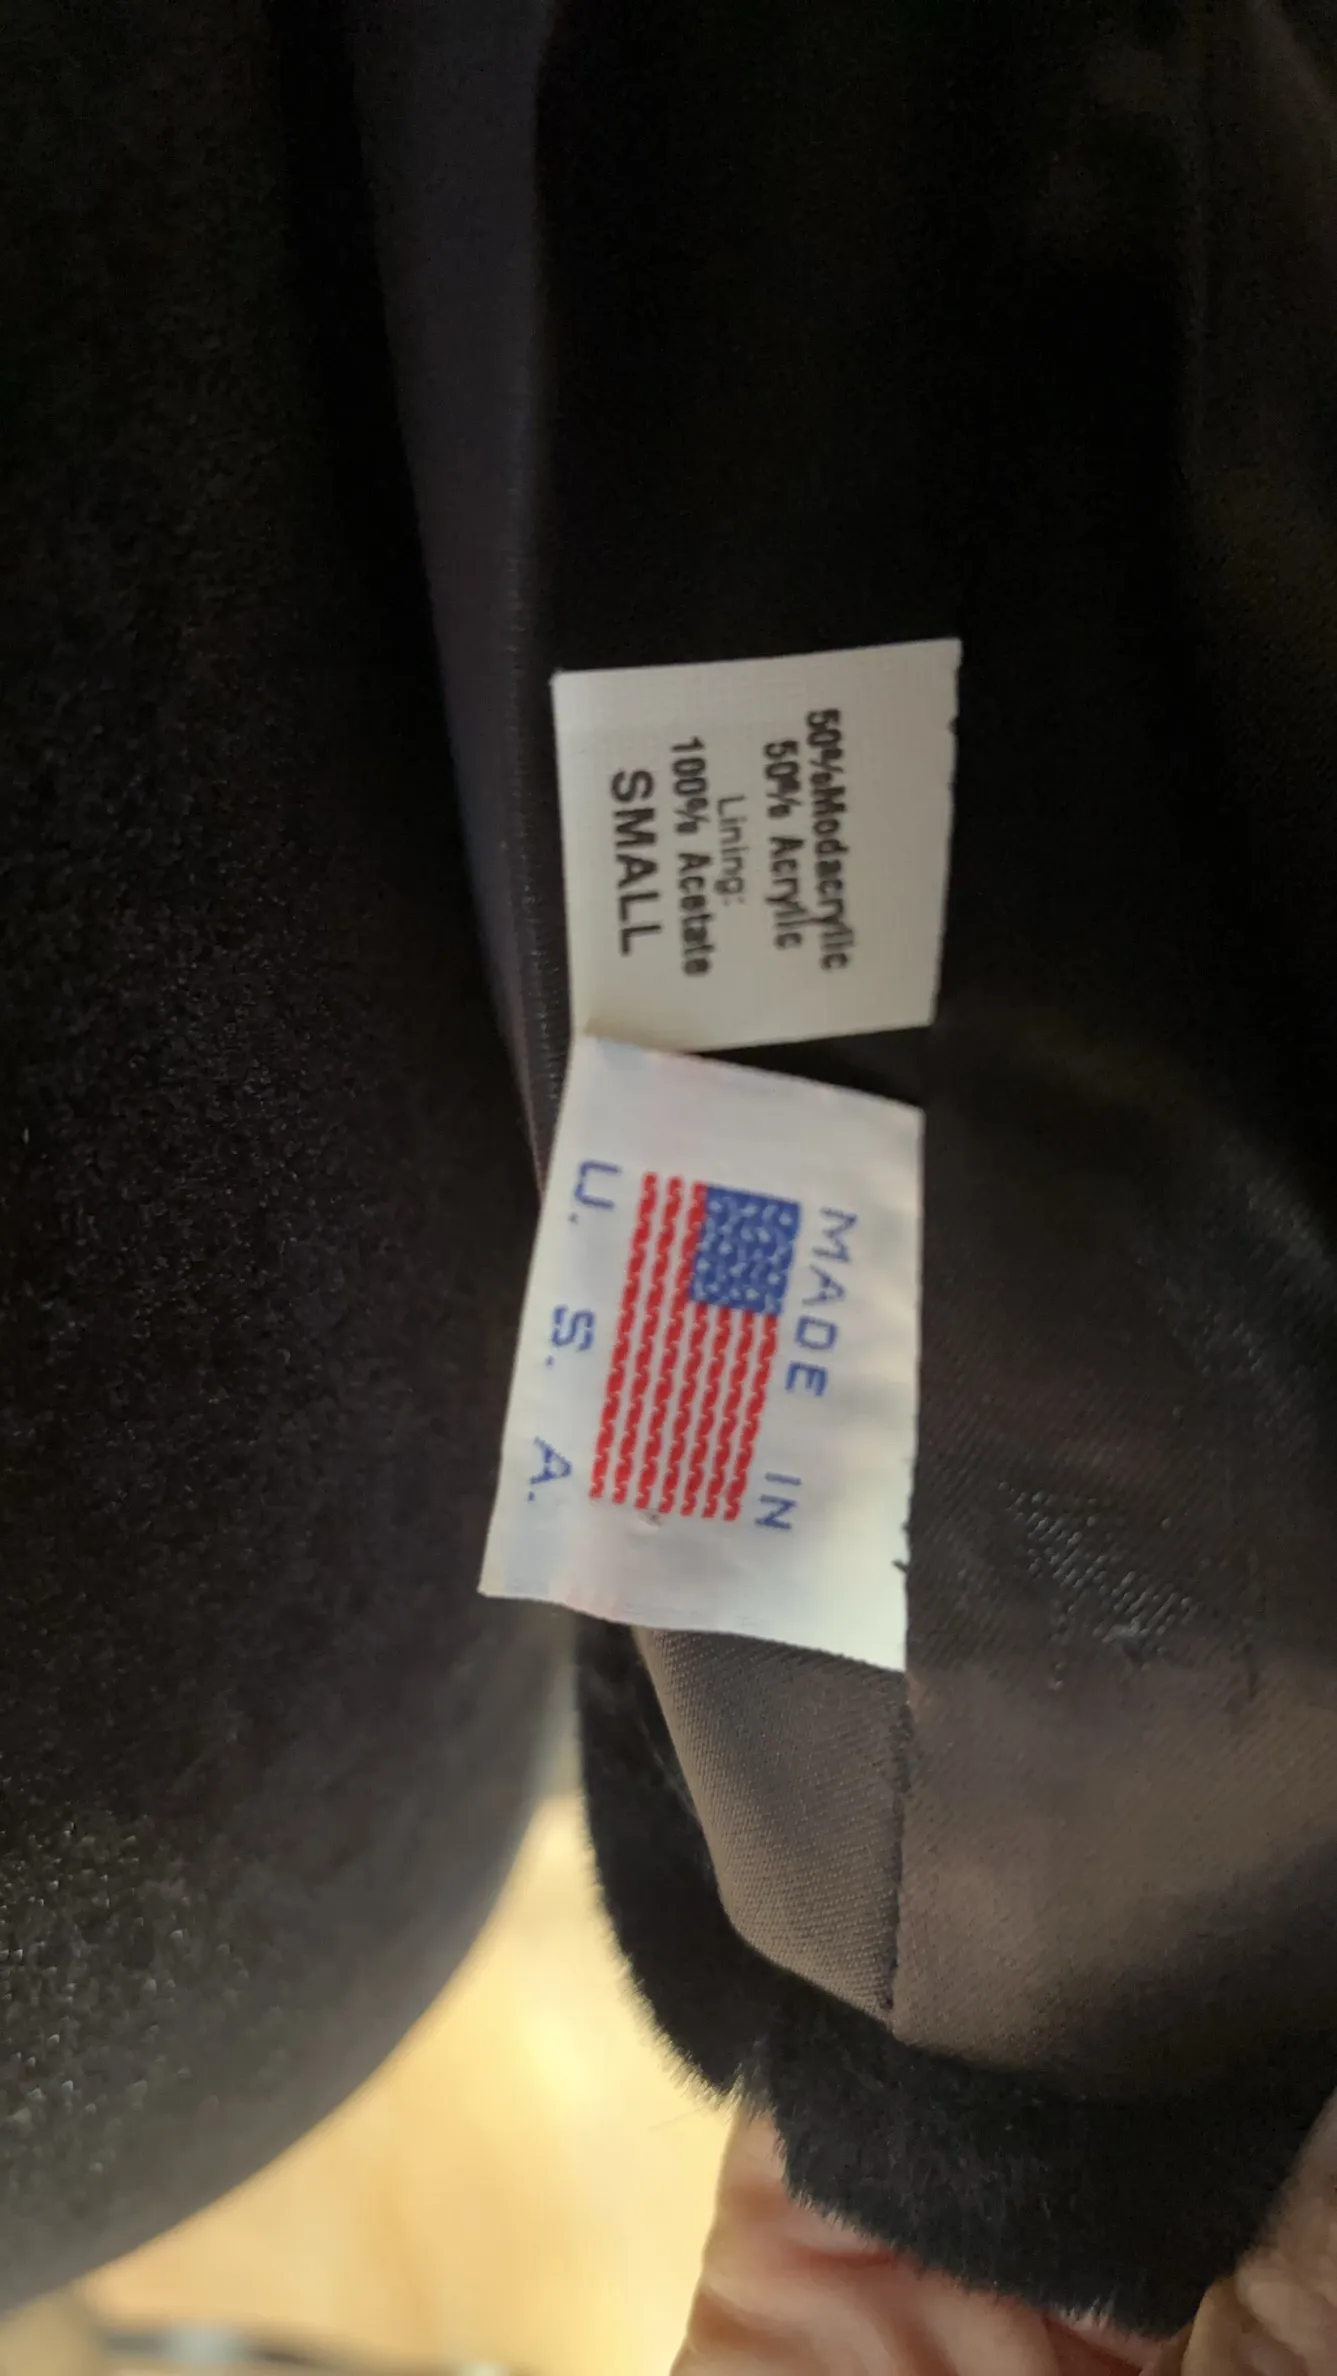 50%Modacrylic
50% Acrylic
Lining:
100% Acetate
SMALL
MADE IN
U. S. A.